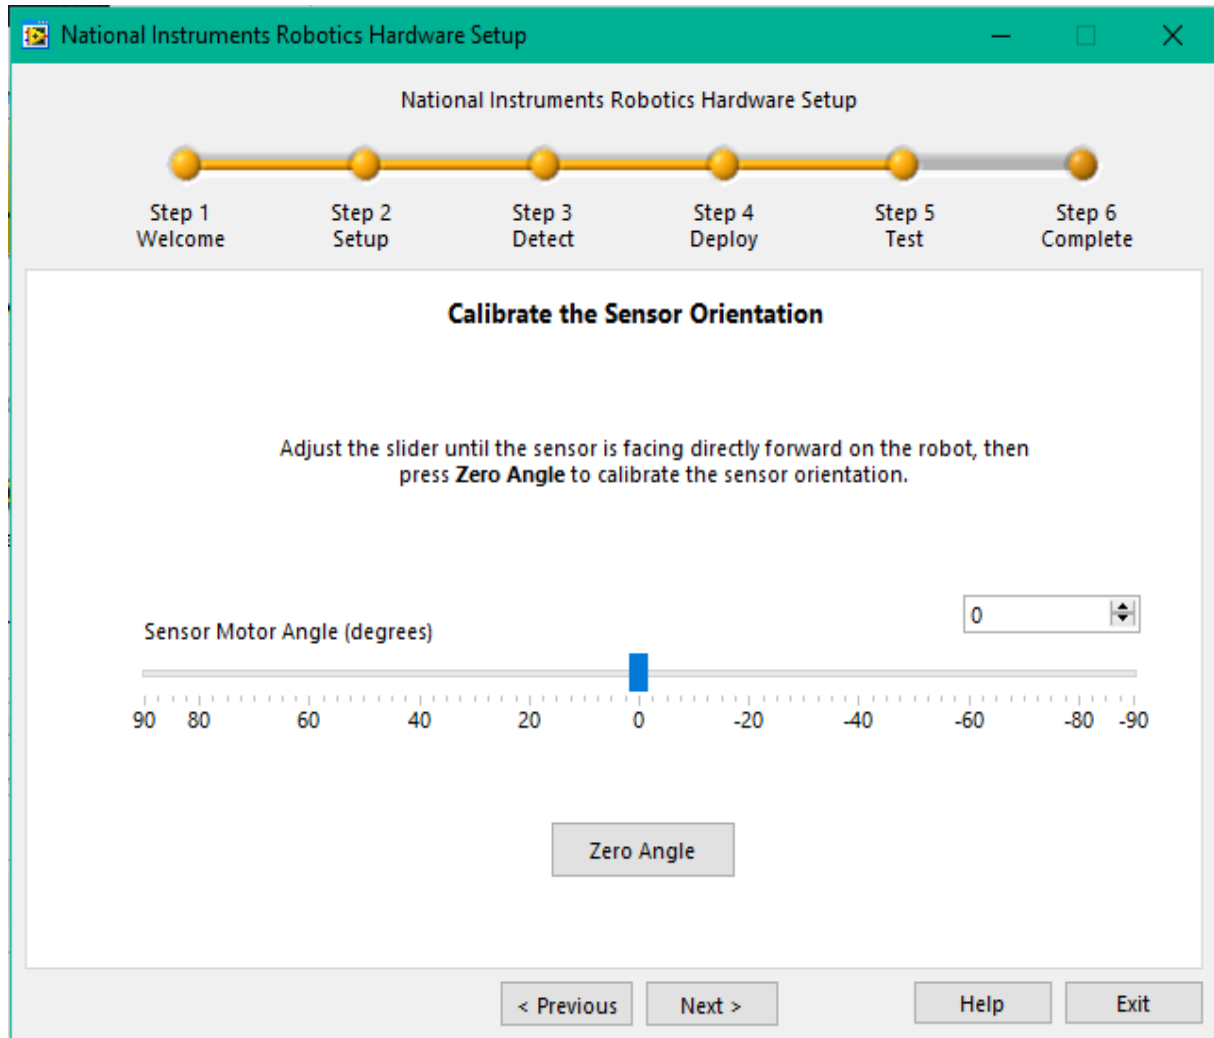 National Instruments Robotics Hardware Setup
National Instruments Robotics Hardware Setup
Step 1 Step 2 Step 3 Step 4 Step 5 Step 6
Welcome Setup Detect Deploy Test Complete
Calibrate the Sensor Orientation
Adjust the slider until the sensor is facing directly forward on the robot, then
press Zero Angle to calibrate the sensor orientation.
0
Sensor Motor Angle (degrees)
90 80 60 40 20 0 -20 -40 -60 -80 -90
Zero Angle
< Previous Next > Help Exit